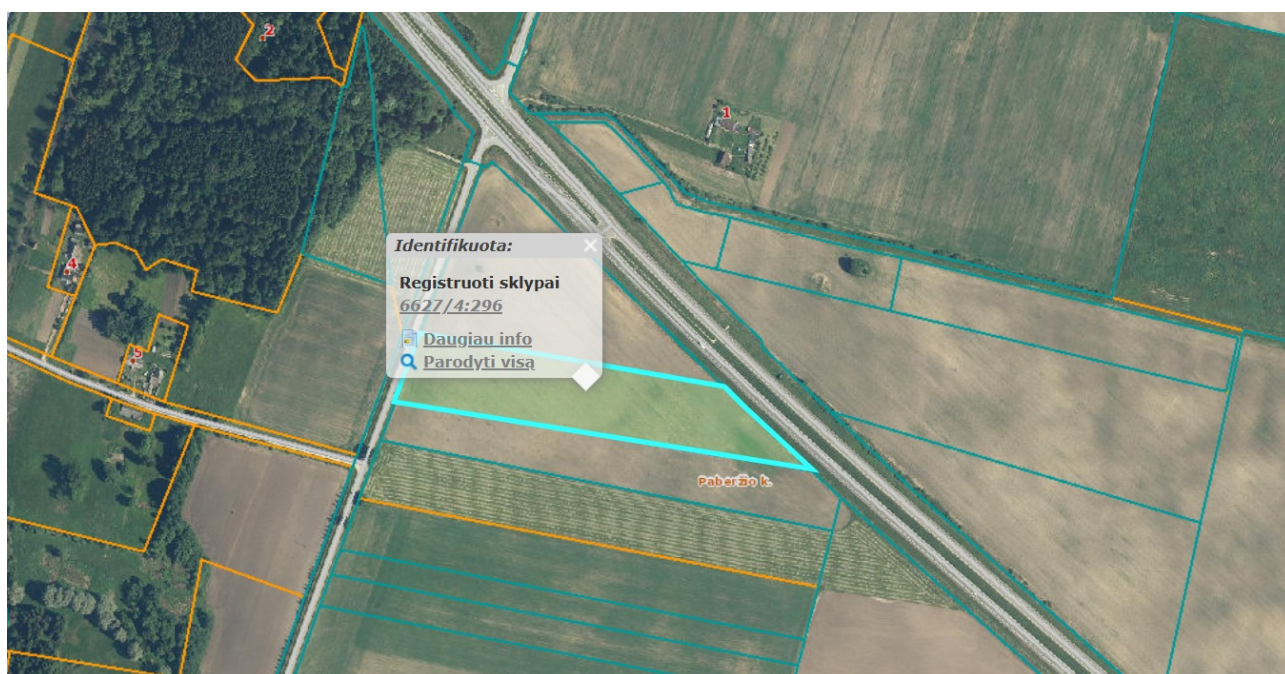 2
1
Identifikuota:
Registruoti sklypai
6627/4:296
Daugiau info
Parodyti visą
4
5
Paberžio k.